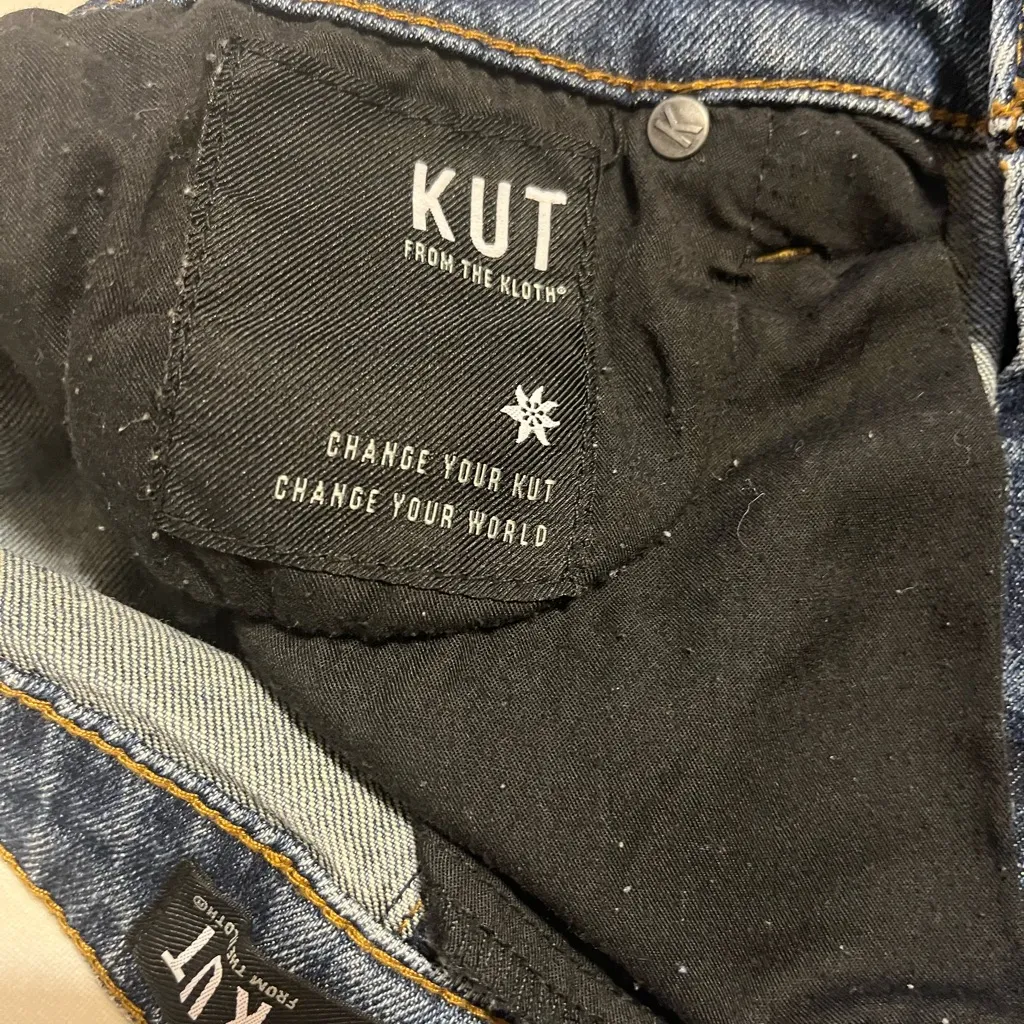 KUT
FROM THE KLOTH®
CHANGE YOUR KUT
CHANGE YOUR WORLD
K
KUT
FROM THE KLOTH®